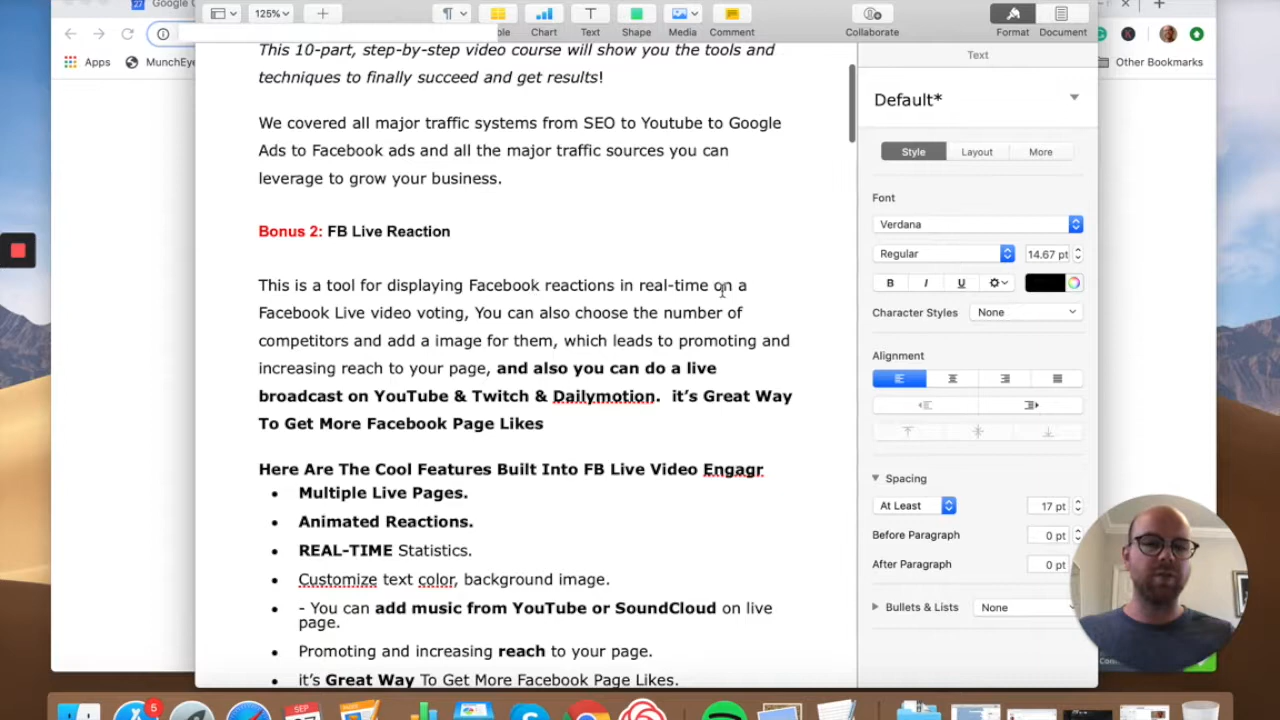 27 Google C
125%
ble
Chart
Text
Shape
Media
Comment
Collaborate
Format
Document
Apps
MunchEye
Other Bookmarks
Text
Default*
Style
Layout
More
Font
Verdana
Regular
14.67 pt
B
I
U
Character Styles
None
Alignment
Spacing
At Least
17 pt
Before Paragraph
0 pt
After Paragraph
0 pt
Bullets & Lists
None
This 10-part, step-by-step video course will show you the tools and
techniques to finally succeed and get results!
We covered all major traffic systems from SEO to Youtube to Google
Ads to Facebook ads and all the major traffic sources you can
leverage to grow your business.
Bonus 2: FB Live Reaction
This is a tool for displaying Facebook reactions in real-time on a
Facebook Live video voting, You can also choose the number of
competitors and add a image for them, which leads to promoting and
increasing reach to your page, and also you can do a live
broadcast on YouTube & Twitch & Dailymotion. it's Great Way
To Get More Facebook Page Likes
Here Are The Cool Features Built Into FB Live Video Engagr
• Multiple Live Pages.
• Animated Reactions.
• REAL-TIME Statistics.
• Customize text color, background image.
• - You can add music from YouTube or SoundCloud on live
page.
• Promoting and increasing reach to your page.
• it's Great Way To Get More Facebook Page Likes.
5
SEP